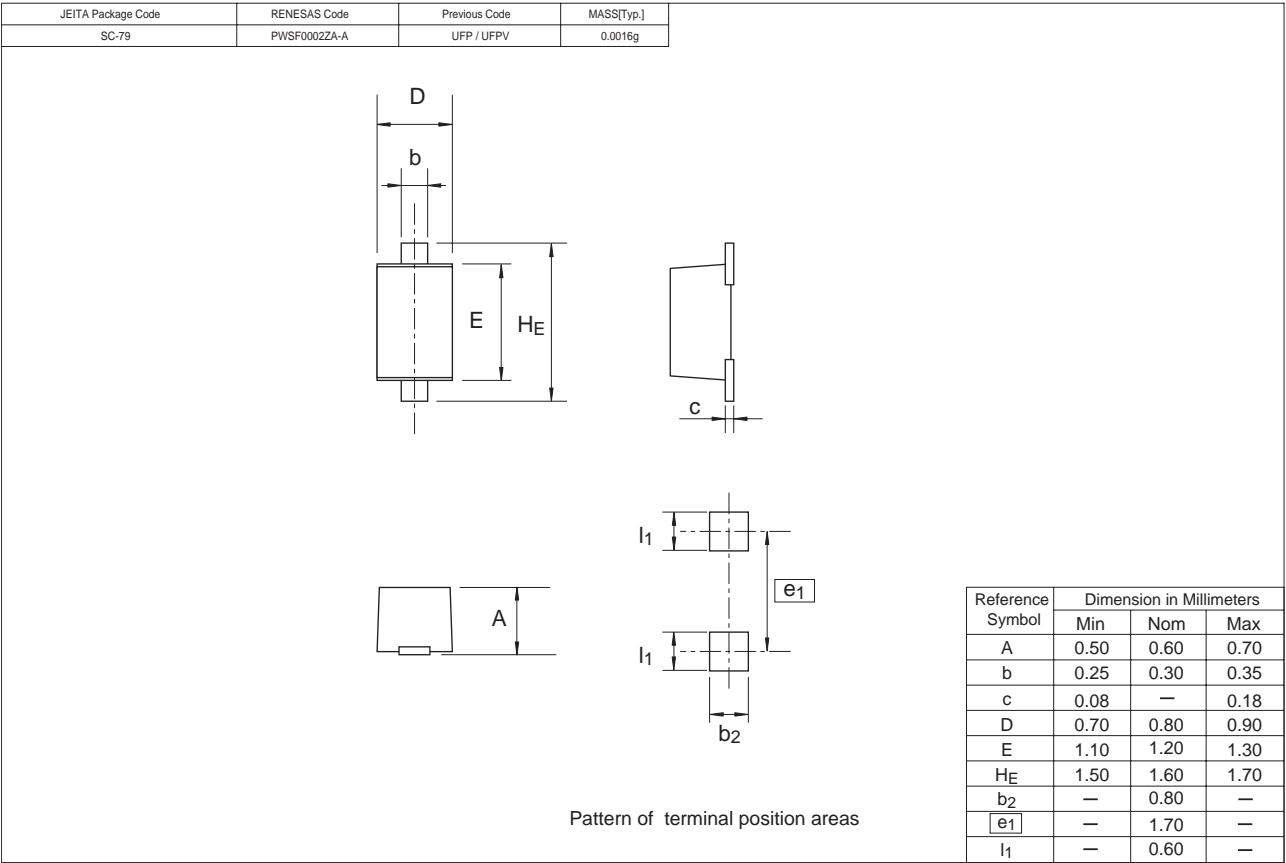 JEITA Package Code RENESAS Code Previous Code MASS[Typ.]
SC-79 PWSF0002ZA-A UFP / UFPV 0.0016g
D
b
E HE
c
l1
e1
A
l1
b2
Pattern of terminal position areas
Reference Symbol Dimension in Millimeters
Min Nom Max
A 0.50 0.60 0.70
b 0.25 0.30 0.35
c 0.08 — 0.18
D 0.70 0.80 0.90
E 1.10 1.20 1.30
HE 1.50 1.60 1.70
b2 — 0.80 —
e1 — 1.70 —
l1 — 0.60 —